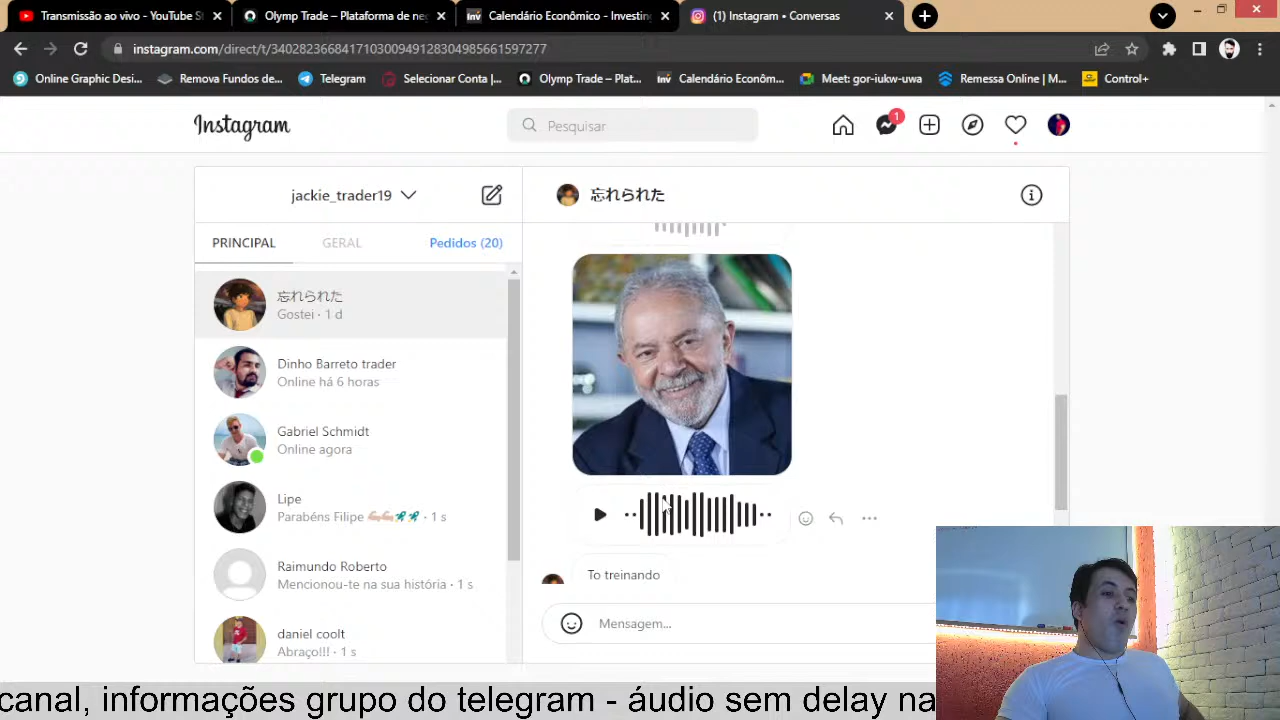 Transmissão ao vivo - YouTube S
Olymp Trade – Plataforma de ne
Calendário Econômico - Investin
(1) Instagram • Conversas
instagram.com/direct/t/340282366841710300949128304985661597277
Online Graphic Desi...
Remova Fundos de...
Telegram
Selecionar Conta |...
Olymp Trade – Plat...
Calendário Econôm...
Meet: gor-iukw-uwa
Remessa Online | M...
Control+
Instagram
Pesquisar
1
jackie_trader19
忘れられた
PRINCIPAL
GERAL
Pedidos (20)
忘れられた
Gostei · 1 d
Dinho Barreto trader
Online há 6 horas
Gabriel Schmidt
Online agora
Lipe
Parabéns Filipe 💪🏻💪🏻🚀🚀 · 1 s
Raimundo Roberto
Mencionou-te na sua história · 1 s
daniel coolt
Abraço!!! · 1 s
To treinando
Mensagem...
canal, informações grupo do telegram - áudio sem delay na